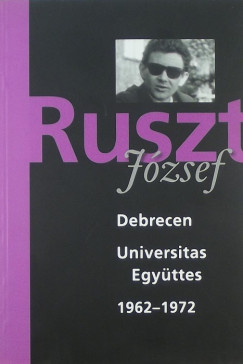 Ruszt
József
Debrecen
Universitas
Együttes
1962–1972